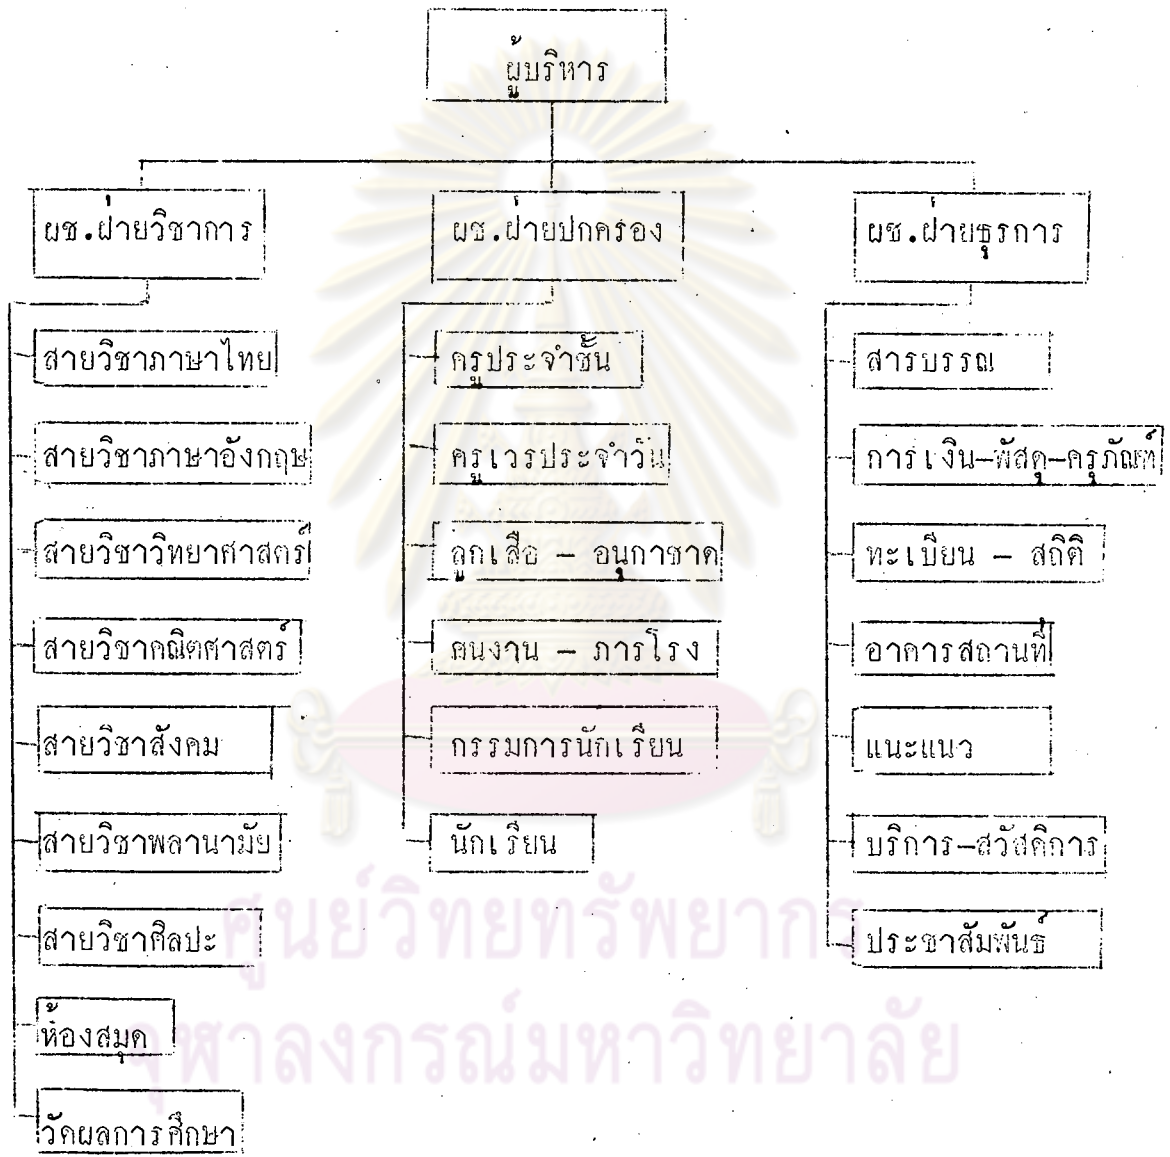 ผู้บริหาร
ผช.ฝ่ายวิชาการ
ผช.ฝ่ายปกครอง
ผช.ฝ่ายธุรการ
สายวิชาภาษาไทย
สายวิชาภาษาอังกฤษ
สายวิชาวิทยาศาสตร์
สายวิชาคณิตศาสตร์
สายวิชาสังคม
สายวิชาพลานามัย
สายวิชาศิลปะ
ห้องสมุด
วัดผลการศึกษา
ครูประจำชั้น
ครูเวรประจำวัน
ลูกเสือ – อนุกาชาด
คนงาน – ภารโรง
กรรมการนักเรียน
นักเรียน
สารบรรณ
การเงิน–พัสดุ–ครุภัณฑ์
ทะเบียน – สถิติ
อาคารสถานที่
แนะแนว
บริการ–สวัสดิการ
ประชาสัมพันธ์
ศูนย์วิทยทรัพยากร
จุฬาลงกรณ์มหาวิทยาลัย